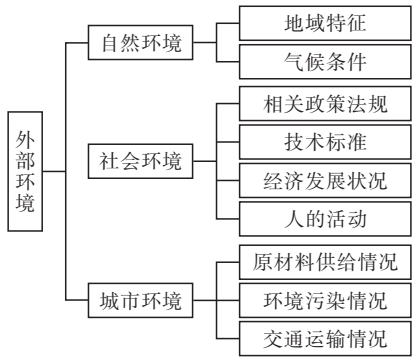 外部环境
自然环境
地域特征
气候条件
社会环境
相关政策法规
技术标准
经济发展状况
人的活动
城市环境
原材料供给情况
环境污染情况
交通运输情况